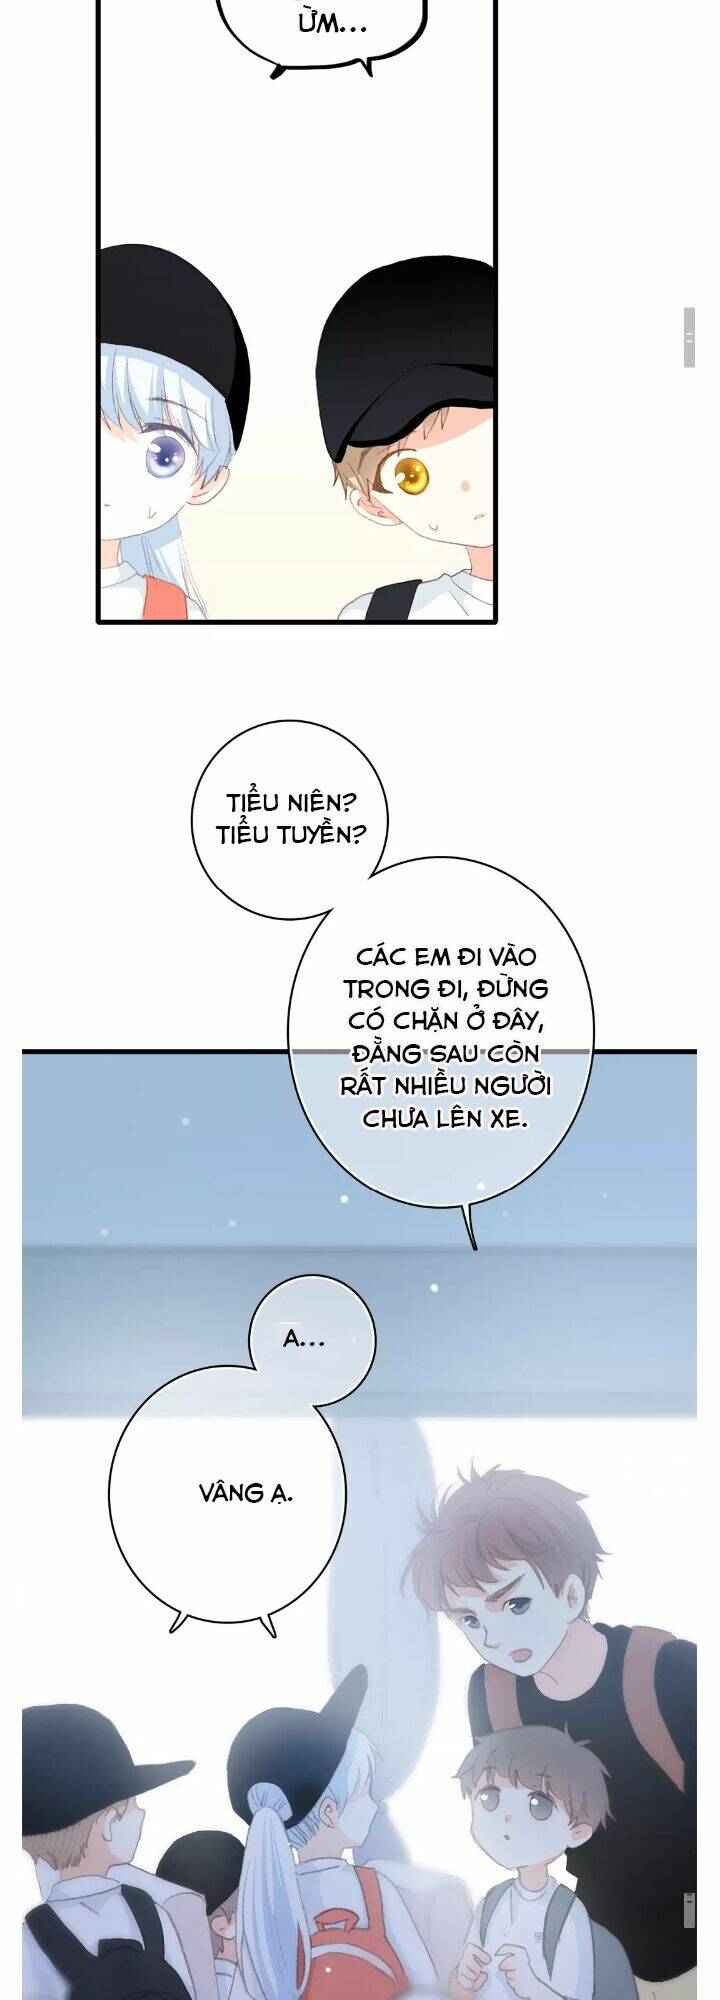 ỪM...
TIỂU NIÊN?
TIỂU TUYỀN?
CÁC EM ĐI VÀO
TRONG ĐI, ĐỪNG
CÓ CHẶN Ở ĐÂY,
ĐẰNG SAU CÒN
RẤT NHIỀU NGƯỜI
CHƯA LÊN XE.
A...
VÂNG Ạ.